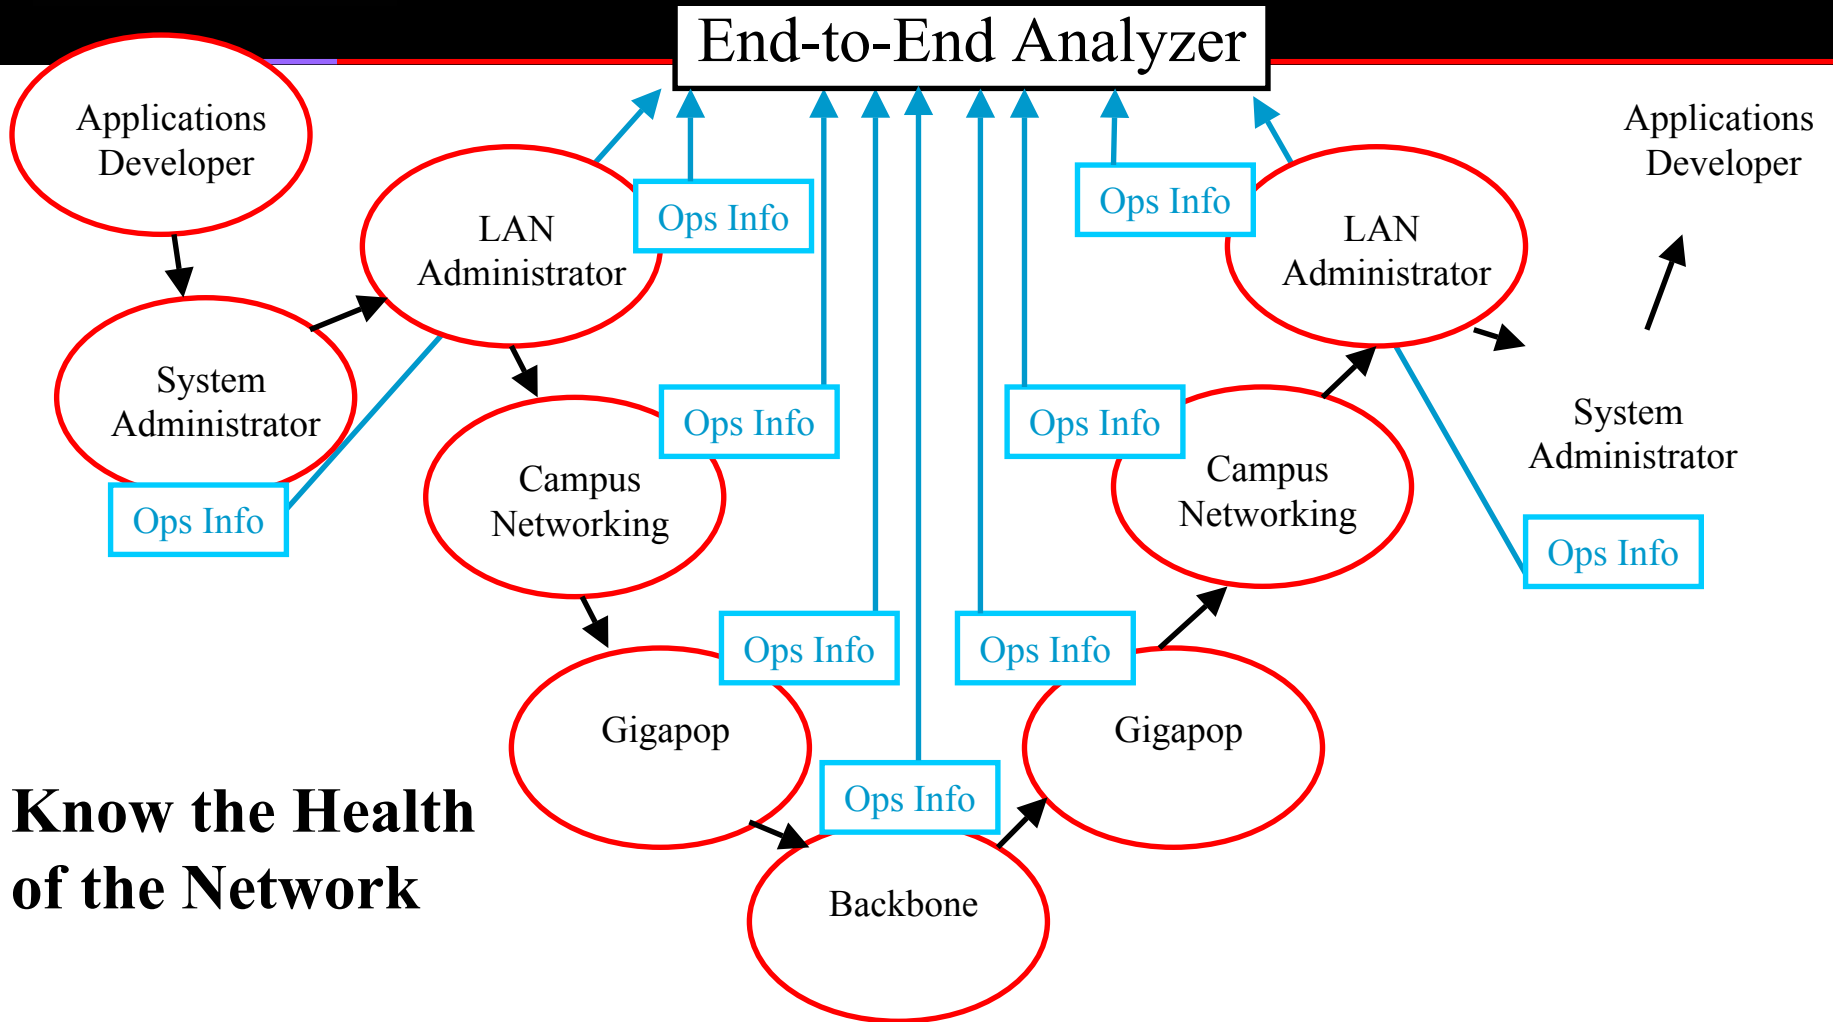 End-to-End Analyzer
Applications
Developer
Applications
Developer
LAN
Administrator
Ops Info
Ops Info
LAN
Administrator
System
Administrator
Ops Info
Campus
Networking
Ops Info
Ops Info
Campus
Networking
System
Administrator
Ops Info
Gigapop
Ops Info
Ops Info
Gigapop
Ops Info
Backbone
Know the Health
of the Network